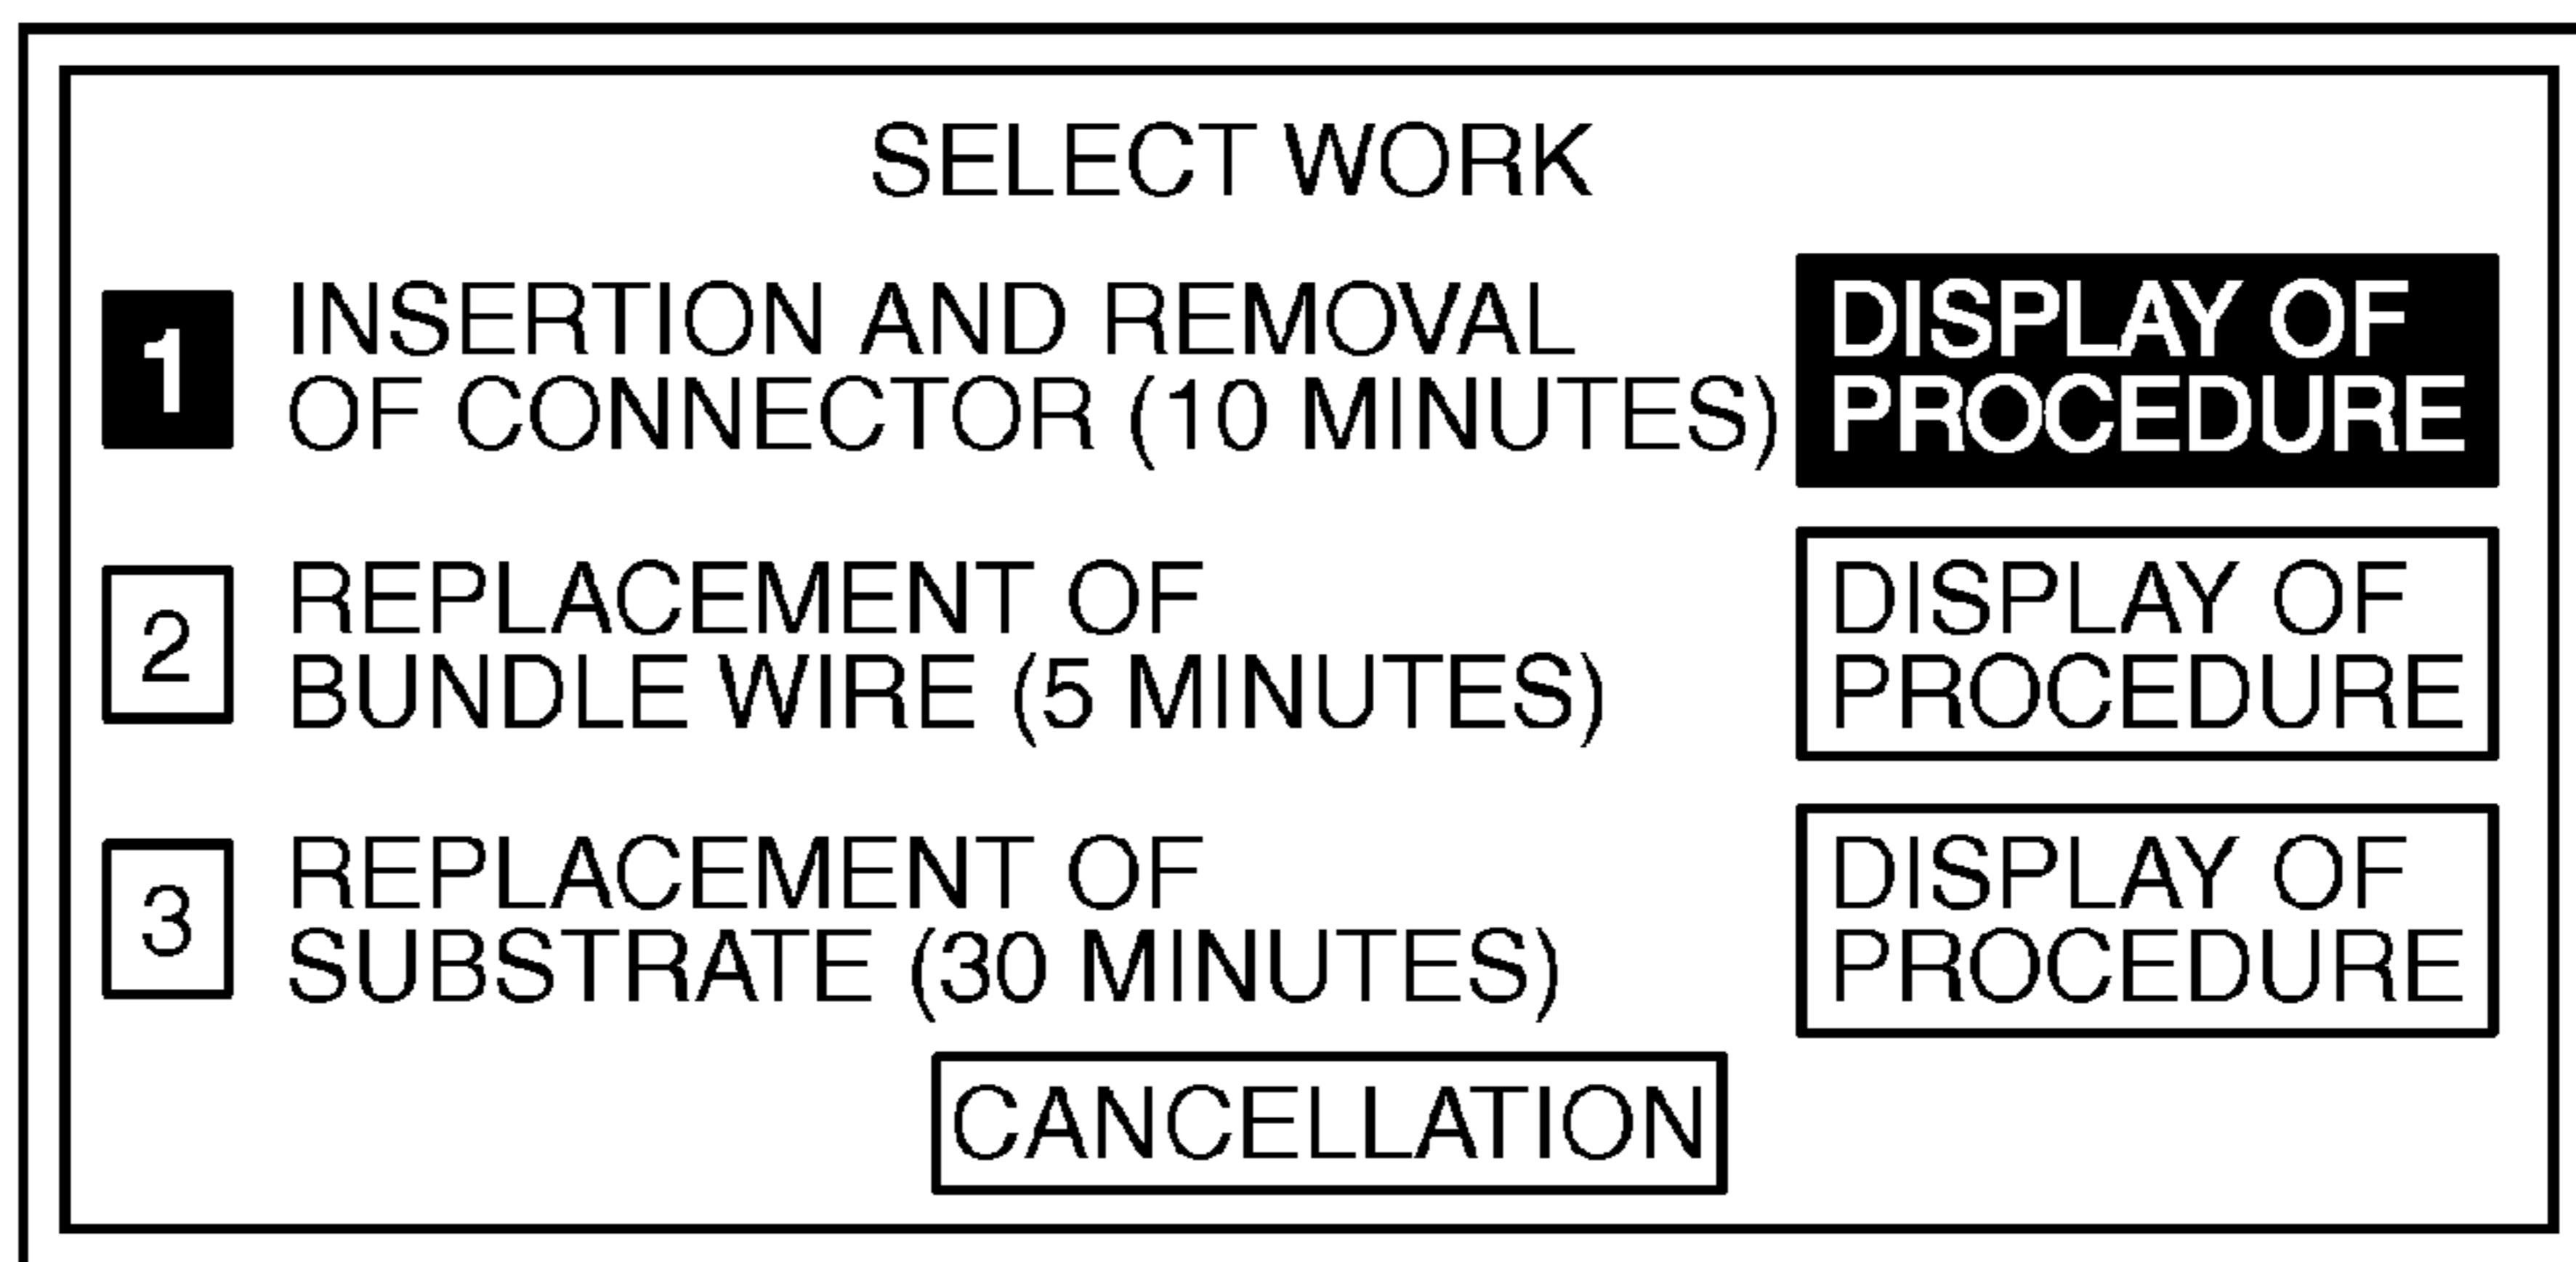 SELECT WORK
1 INSERTION AND REMOVAL
OF CONNECTOR (10 MINUTES)
DISPLAY OF
PROCEDURE
2 REPLACEMENT OF
BUNDLE WIRE (5 MINUTES)
DISPLAY OF
PROCEDURE
3 REPLACEMENT OF
SUBSTRATE (30 MINUTES)
DISPLAY OF
PROCEDURE
CANCELLATION